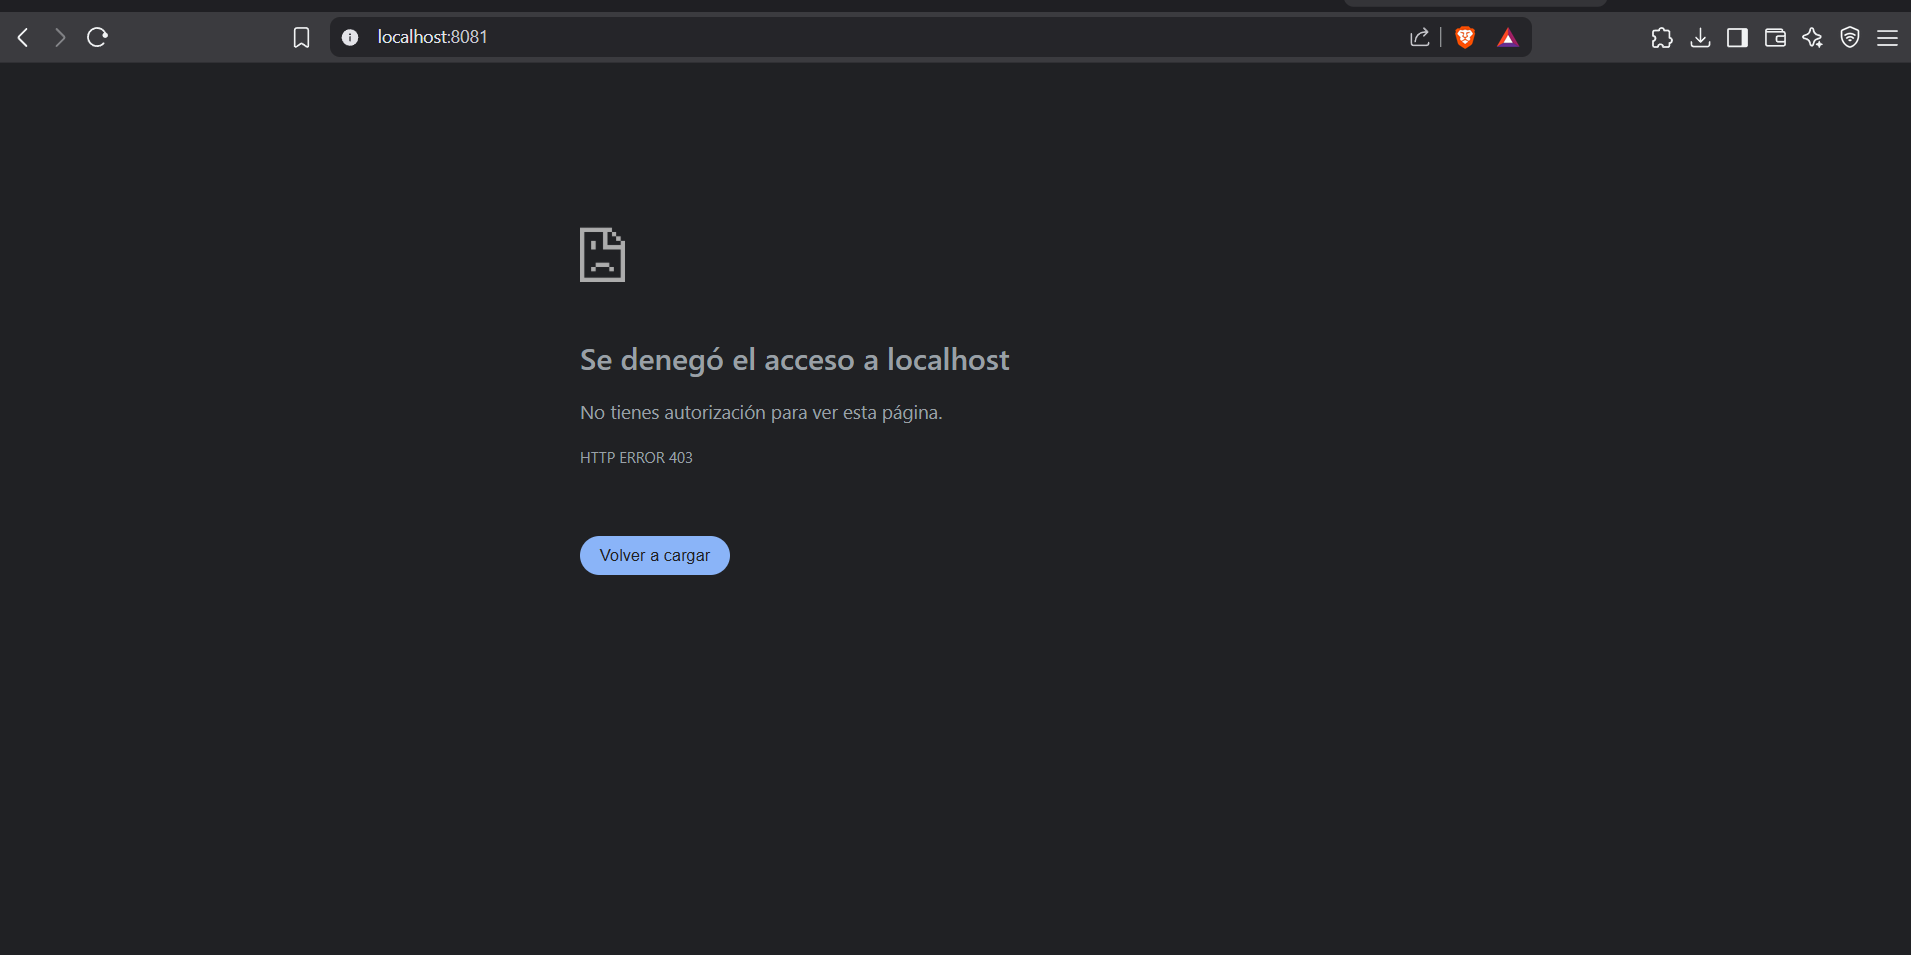 localhost:8081
Se denegó el acceso a localhost
No tienes autorización para ver esta página.
HTTP ERROR 403
Volver a cargar